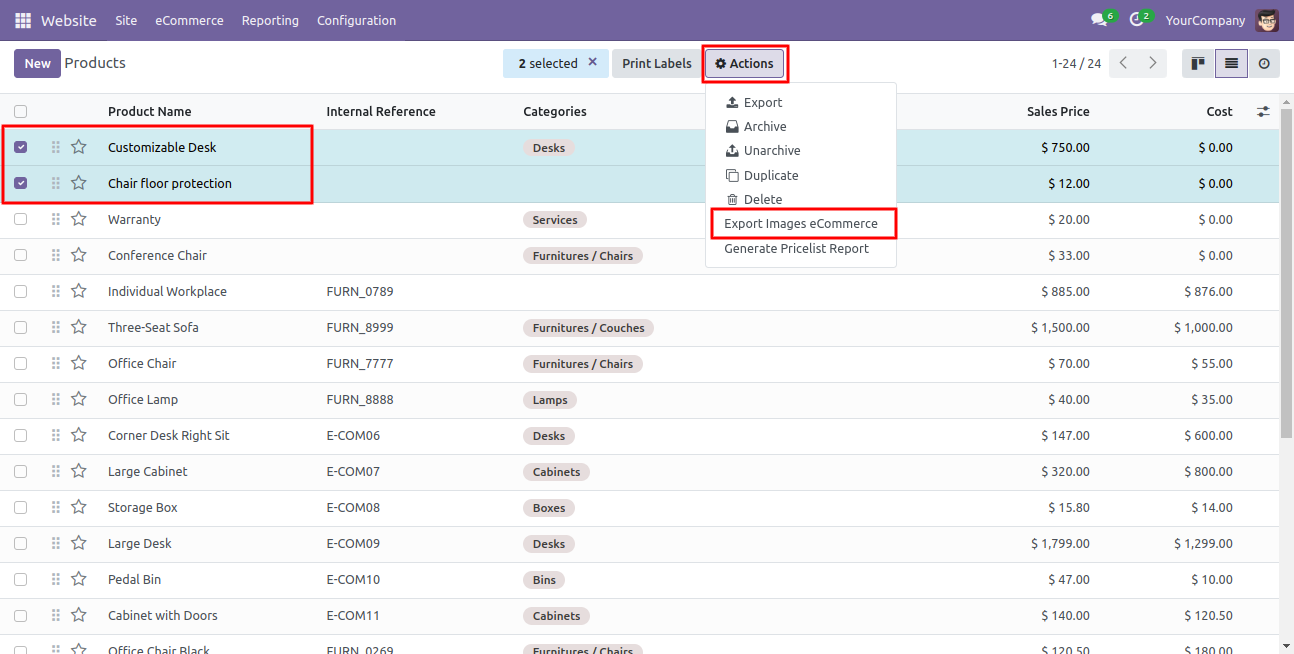 Website Site eCommerce Reporting Configuration 6 2 YourCompany
New Products 2 selected × Print Labels Actions 1-24 / 24
Product Name Internal Reference Categories Sales Price Cost
Export
Archive
Unarchive
Duplicate
Delete
Export Images eCommerce
Generate Pricelist Report
Customizable Desk Desks $ 750.00 $ 0.00
Chair floor protection $ 12.00 $ 0.00
Warranty Services $ 20.00 $ 0.00
Conference Chair Furnitures / Chairs $ 33.00 $ 0.00
Individual Workplace FURN_0789 $ 885.00 $ 876.00
Three-Seat Sofa FURN_8999 Furnitures / Couches $ 1,500.00 $ 1,000.00
Office Chair FURN_7777 Furnitures / Chairs $ 70.00 $ 55.00
Office Lamp FURN_8888 Lamps $ 40.00 $ 35.00
Corner Desk Right Sit E-COM06 Desks $ 147.00 $ 600.00
Large Cabinet E-COM07 Cabinets $ 320.00 $ 800.00
Storage Box E-COM08 Boxes $ 15.80 $ 14.00
Large Desk E-COM09 Desks $ 1,799.00 $ 1,299.00
Pedal Bin E-COM10 Bins $ 47.00 $ 10.00
Cabinet with Doors E-COM11 Cabinets $ 140.00 $ 120.50
Office Chair Black FURN_0269 Furnitures / Chairs $ 120.50 $ 180.00